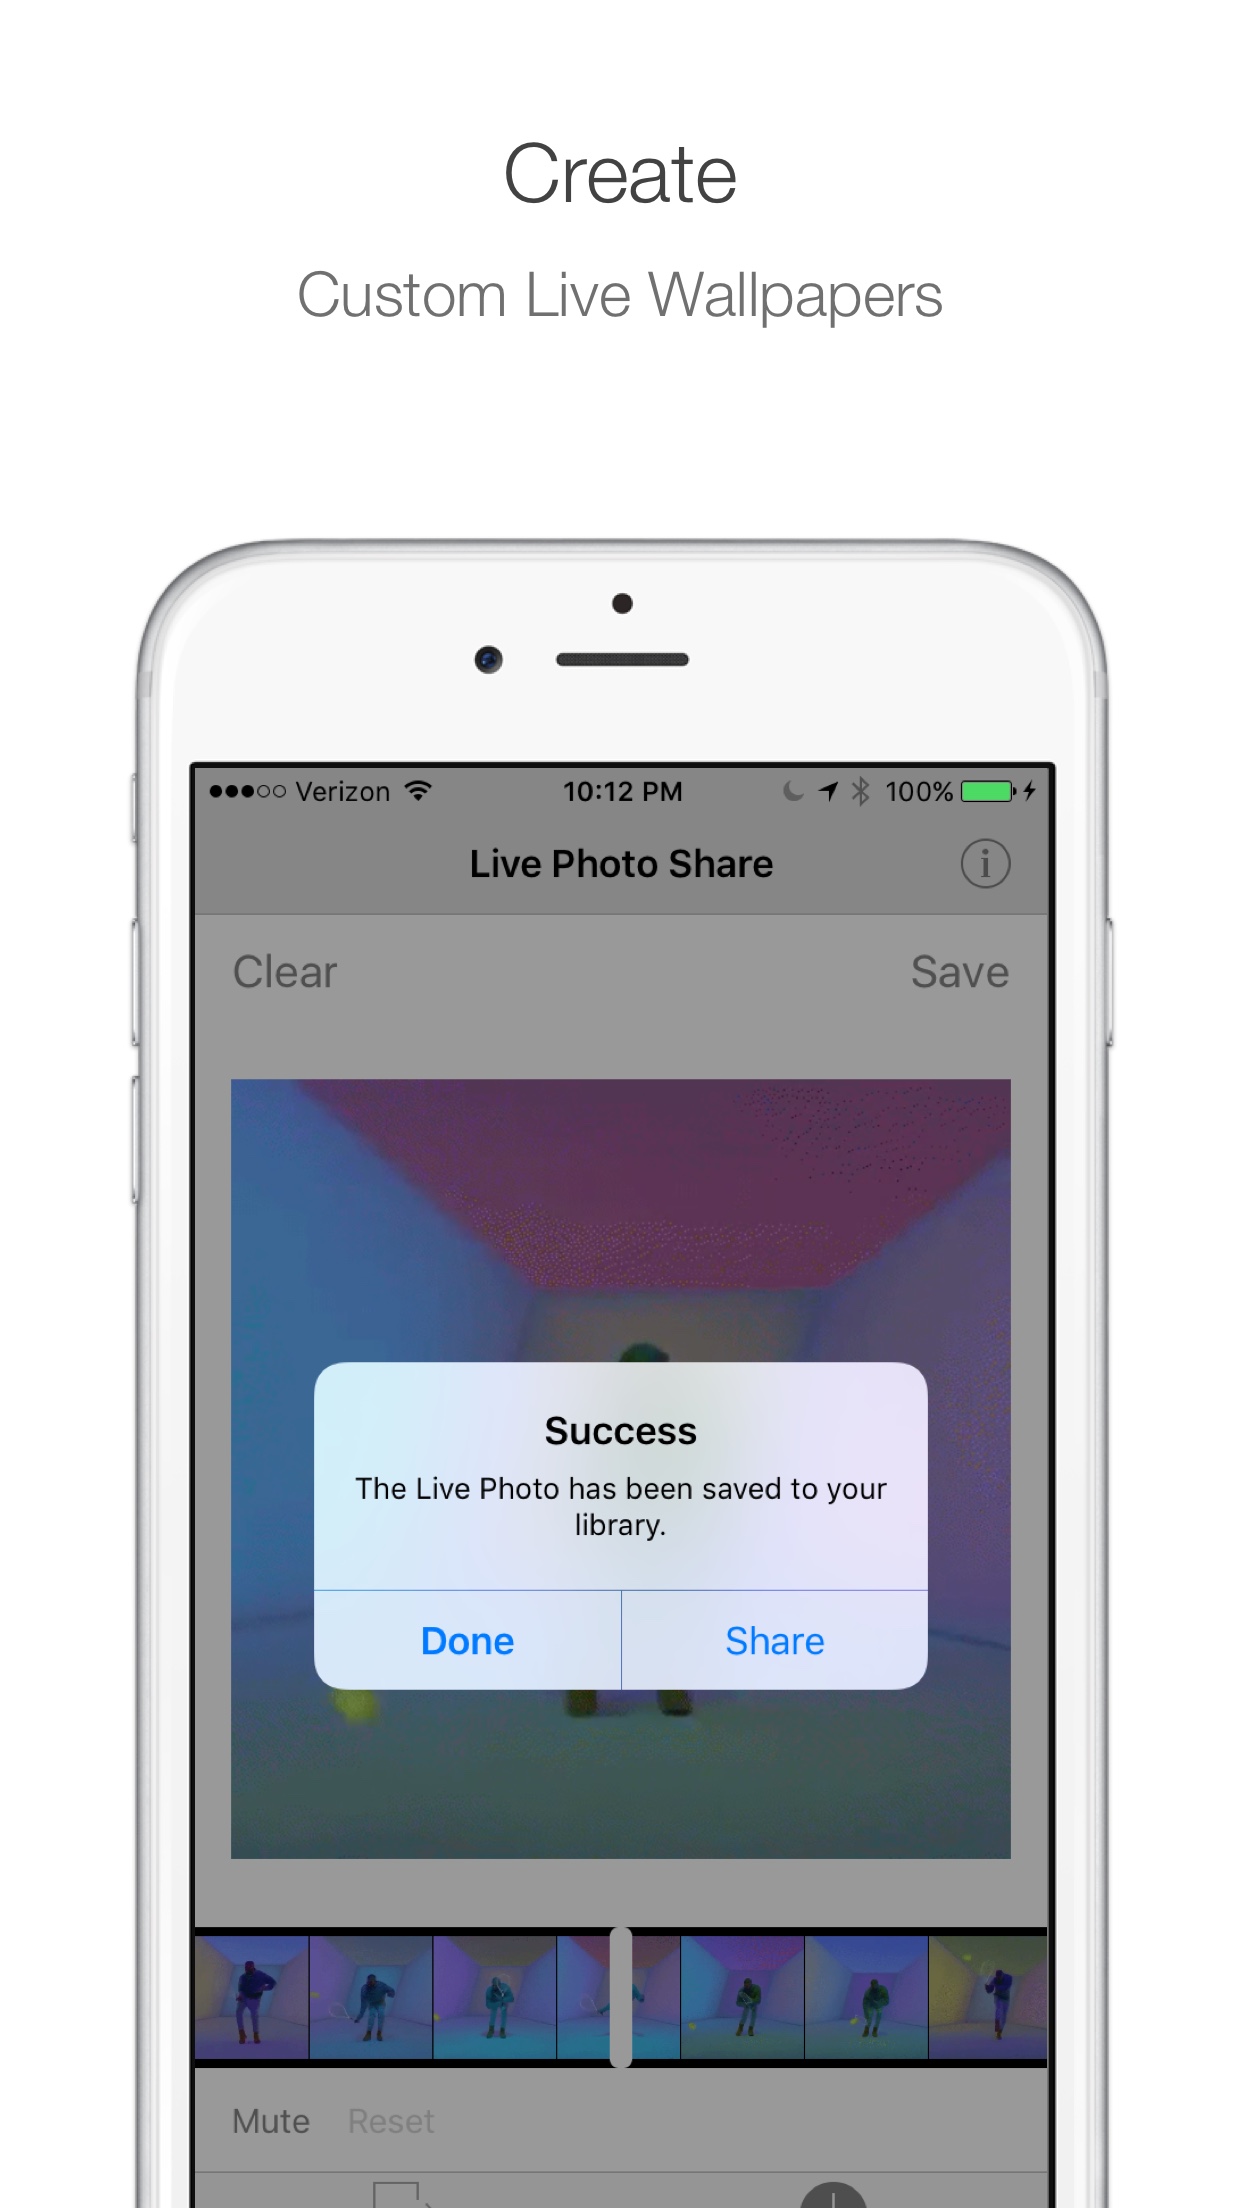 Create
Custom Live Wallpapers
Verizon 10:12 PM 100%
Live Photo Share
Clear Save
Success
The Live Photo has been saved to your
library.
Done Share
Mute Reset